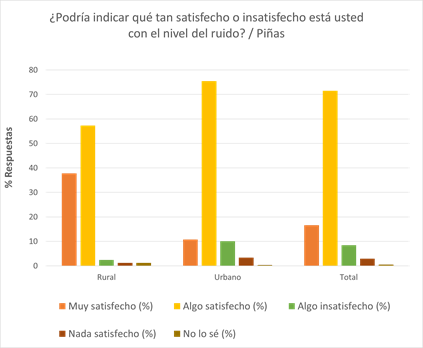 ¿Podría indicar qué tan satisfecho o insatisfecho está usted
con el nivel del ruido? / Piñas
% Respuestas
80
70
60
50
40
30
20
10
0
Rural Urbano Total
Muy satisfecho (%) Algo satisfecho (%) Algo insatisfecho (%)
Nada satisfecho (%) No lo sé (%)